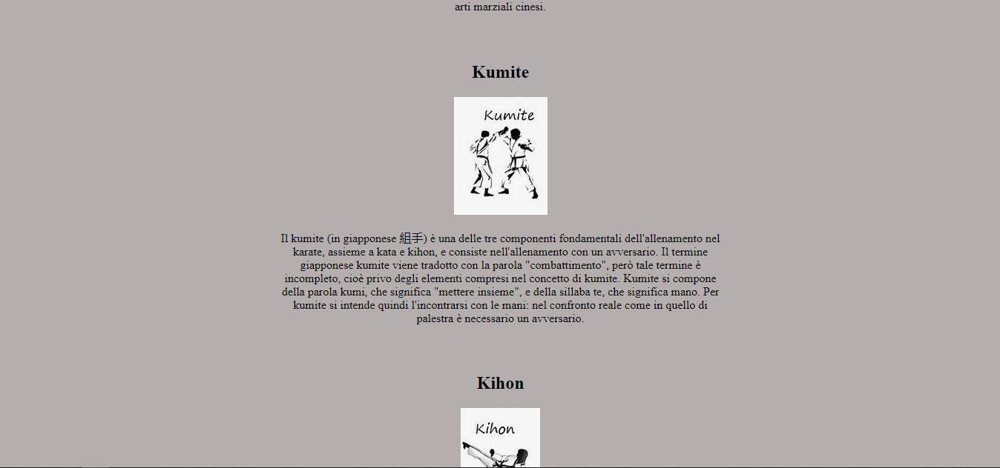 arti marziali cinesi.
Kumite
Kumite
Il kumite (in giapponese 組手) è una delle tre componenti fondamentali dell'allenamento nel
karate, assieme a kata e kihon, e consiste nell'allenamento con un avversario. Il termine
giapponese kumite viene tradotto con la parola "combattimento", però tale termine è
incompleto, cioè privo degli elementi compresi nel concetto di kumite. Kumite si compone
della parola kumi, che significa "mettere insieme", e della sillaba te, che significa mano. Per
kumite si intende quindi l'incontrarsi con le mani: nel confronto reale come in quello di
palestra è necessario un avversario.
Kihon
Kihon